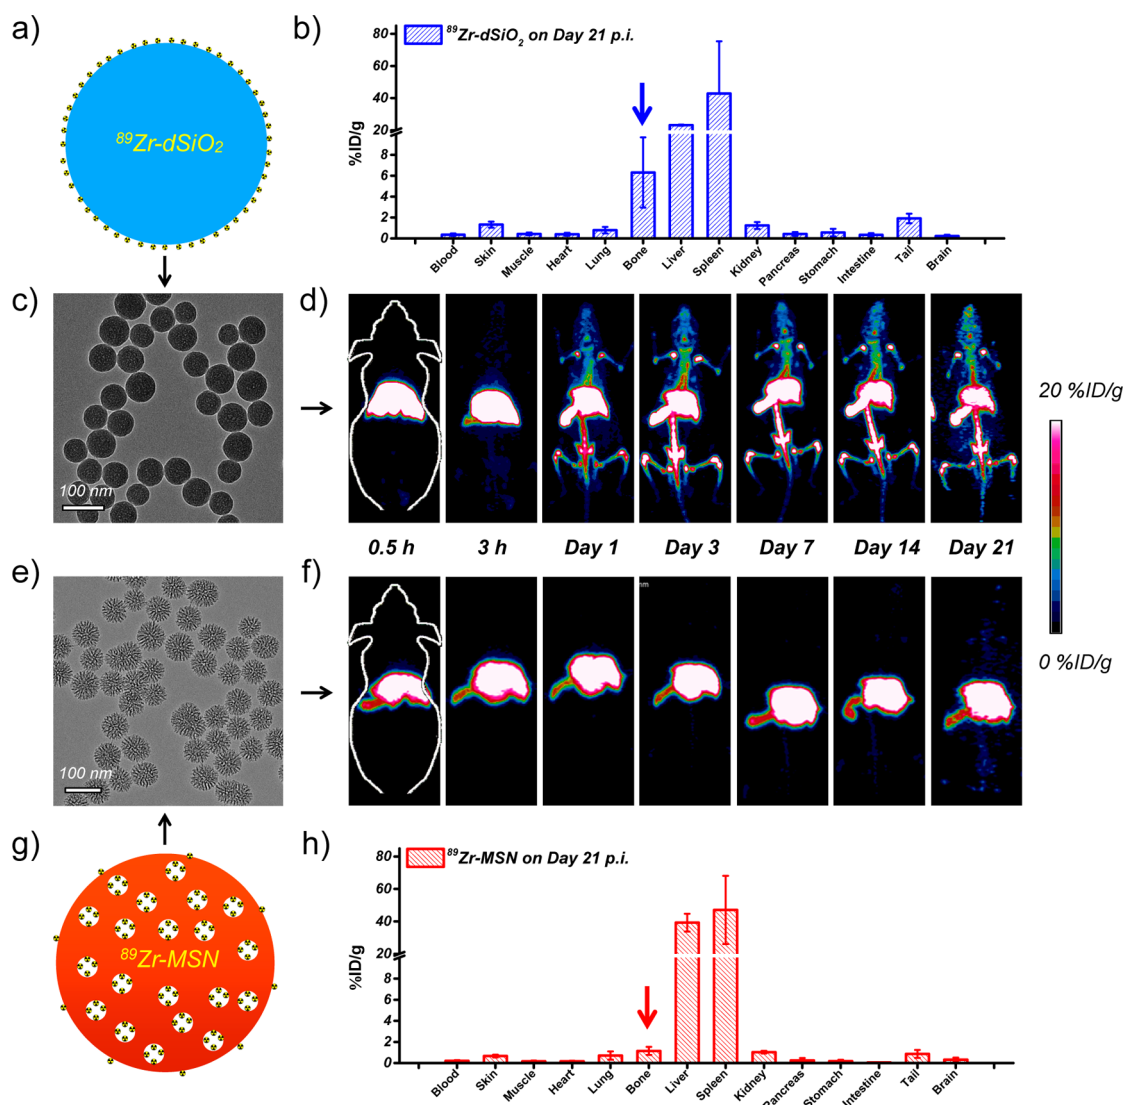 a)
⁸⁹Zr-dSiO₂
b)
⁸⁹Zr-dSiO₂ on Day 21 p.i.
%ID/g
80
60
40
20
8
6
4
2
0
Blood
Skin
Muscle
Heart
Lung
Bone
Liver
Spleen
Kidney
Pancreas
Stomach
Intestine
Tail
Brain
c)
100 nm
d)
20 %ID/g
0 %ID/g
0.5 h
3 h
Day 1
Day 3
Day 7
Day 14
Day 21
e)
100 nm
f)
nm
g)
⁸⁹Zr-MSN
h)
⁸⁹Zr-MSN on Day 21 p.i.
%ID/g
80
60
40
20
8
6
4
2
0
Blood
Skin
Muscle
Heart
Lung
Bone
Liver
Spleen
Kidney
Pancreas
Stomach
Intestine
Tail
Brain